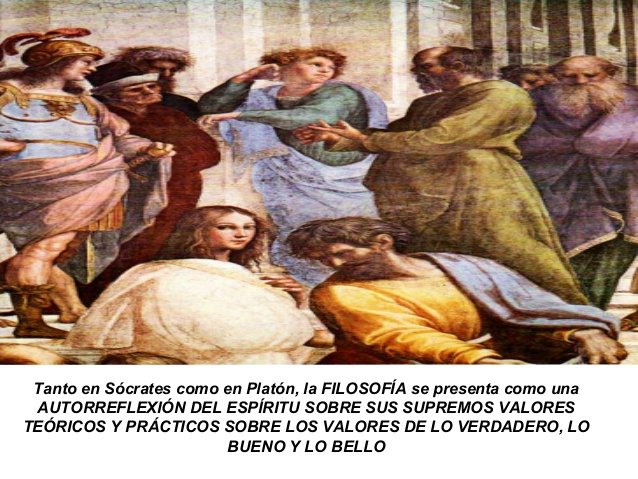 Tanto en Sócrates como en Platón, la FILOSOFÍA se presenta como una
AUTORREFLEXIÓN DEL ESPÍRITU SOBRE SUS SUPREMOS VALORES
TEÓRICOS Y PRÁCTICOS SOBRE LOS VALORES DE LO VERDADERO, LO
BUENO Y LO BELLO